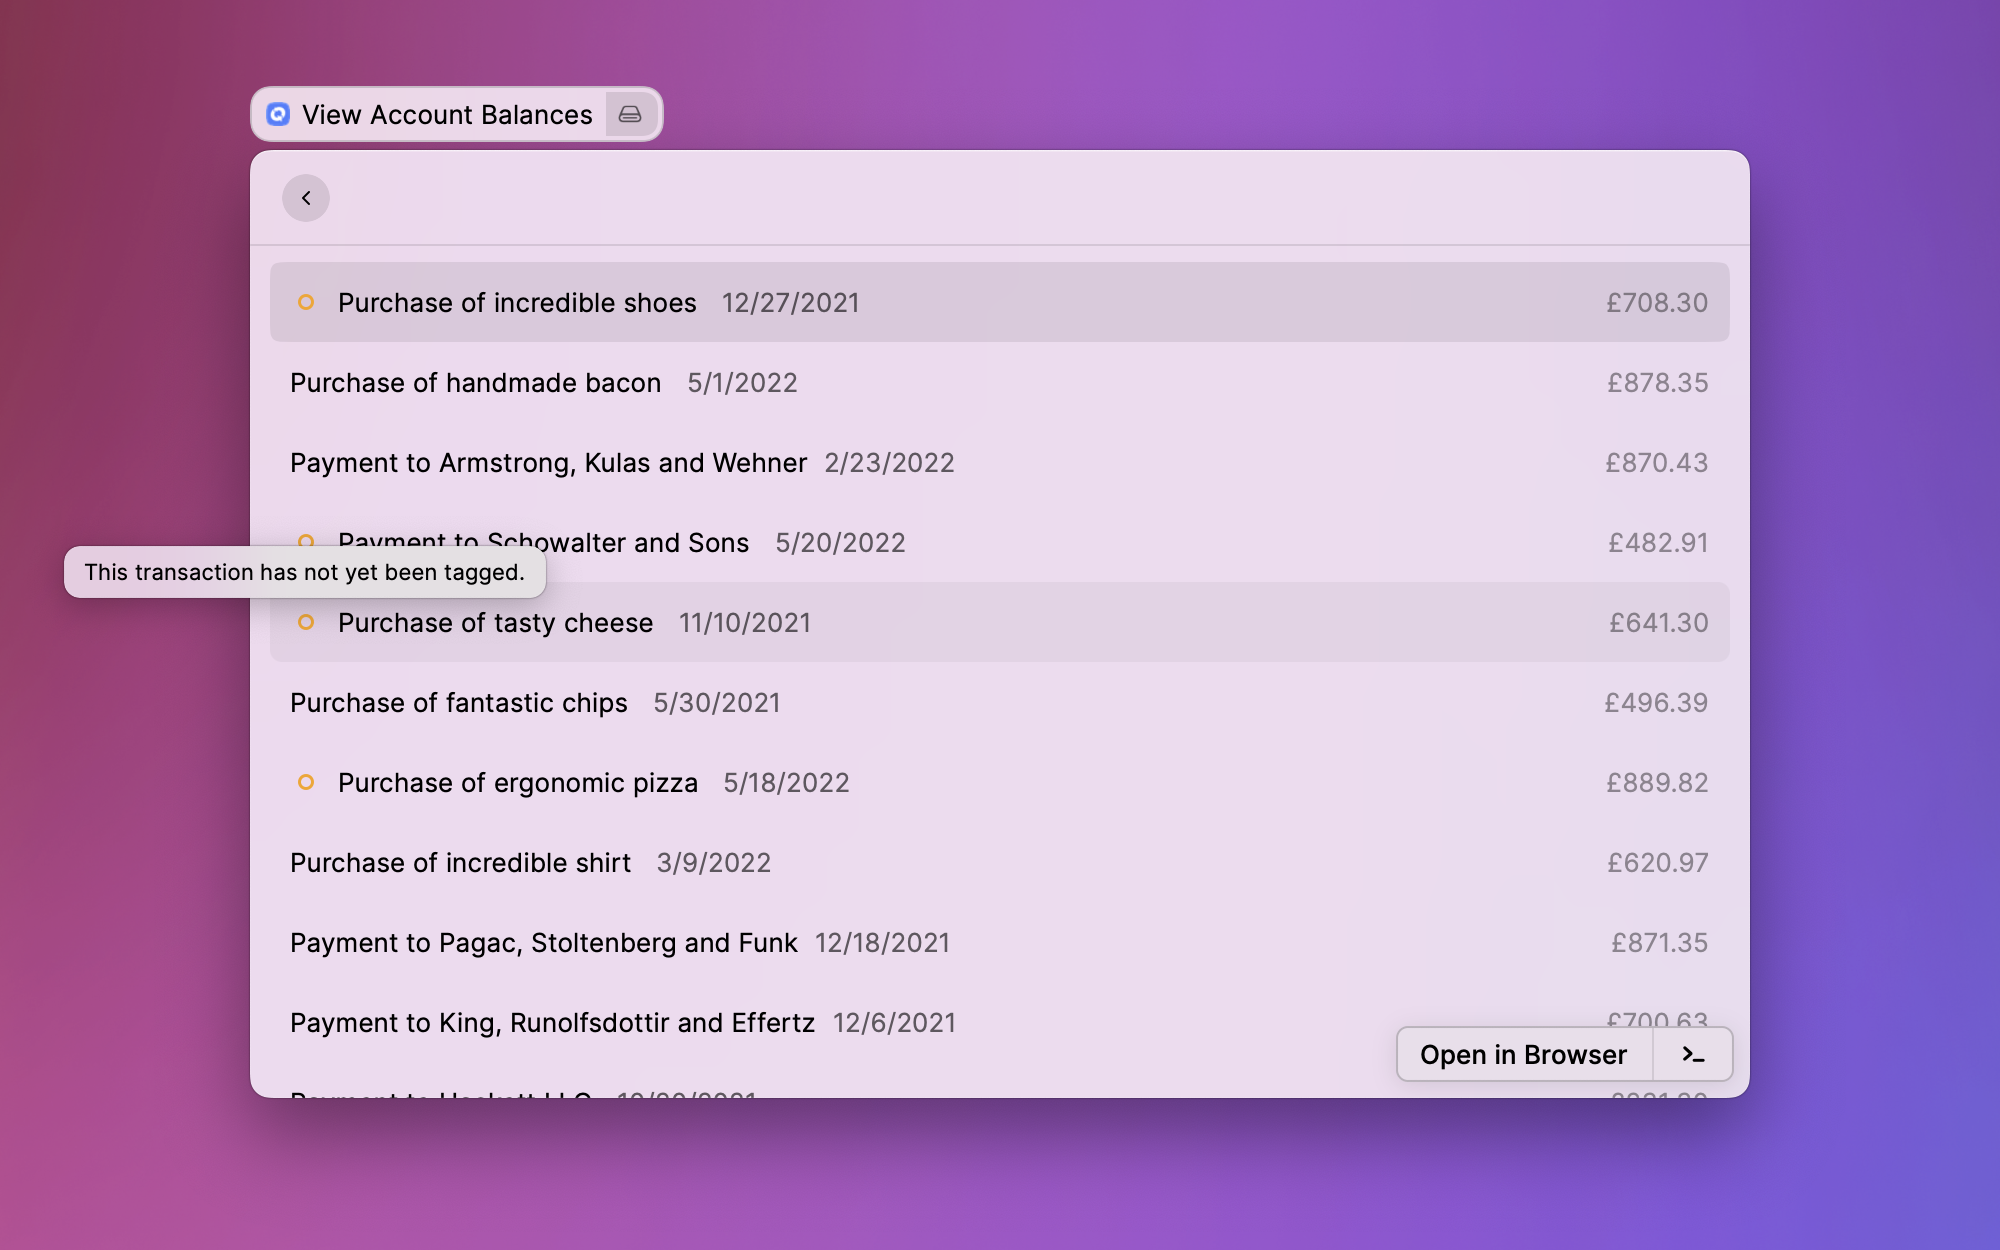 View Account Balances
Purchase of incredible shoes 12/27/2021 £708.30
Purchase of handmade bacon 5/1/2022 £878.35
Payment to Armstrong, Kulas and Wehner 2/23/2022 £870.43
Payment to Schowalter and Sons 5/20/2022 £482.91
This transaction has not yet been tagged.
Purchase of tasty cheese 11/10/2021 £641.30
Purchase of fantastic chips 5/30/2021 £496.39
Purchase of ergonomic pizza 5/18/2022 £889.82
Purchase of incredible shirt 3/9/2022 £620.97
Payment to Pagac, Stoltenberg and Funk 12/18/2021 £871.35
Payment to King, Runolfsdottir and Effertz 12/6/2021 £700.63
Open in Browser
Payment to